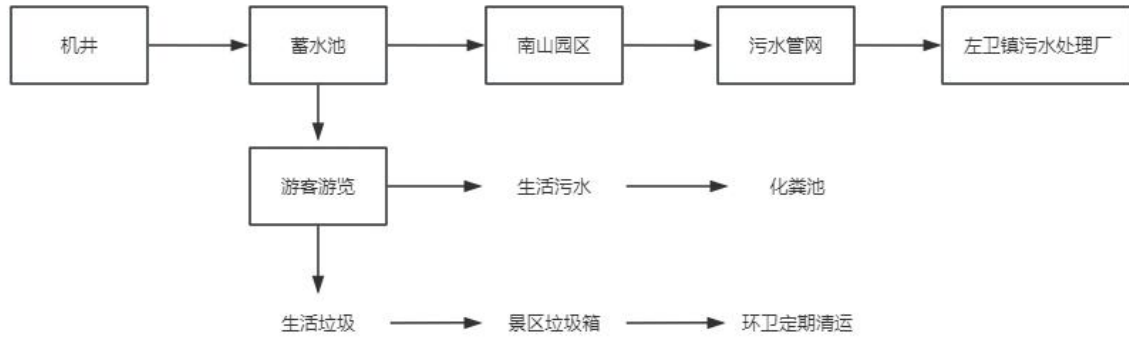 机井
蓄水池
南山园区
污水管网
左卫镇污水处理厂
游客游览
生活污水
化粪池
生活垃圾
景区垃圾箱
环卫定期清运